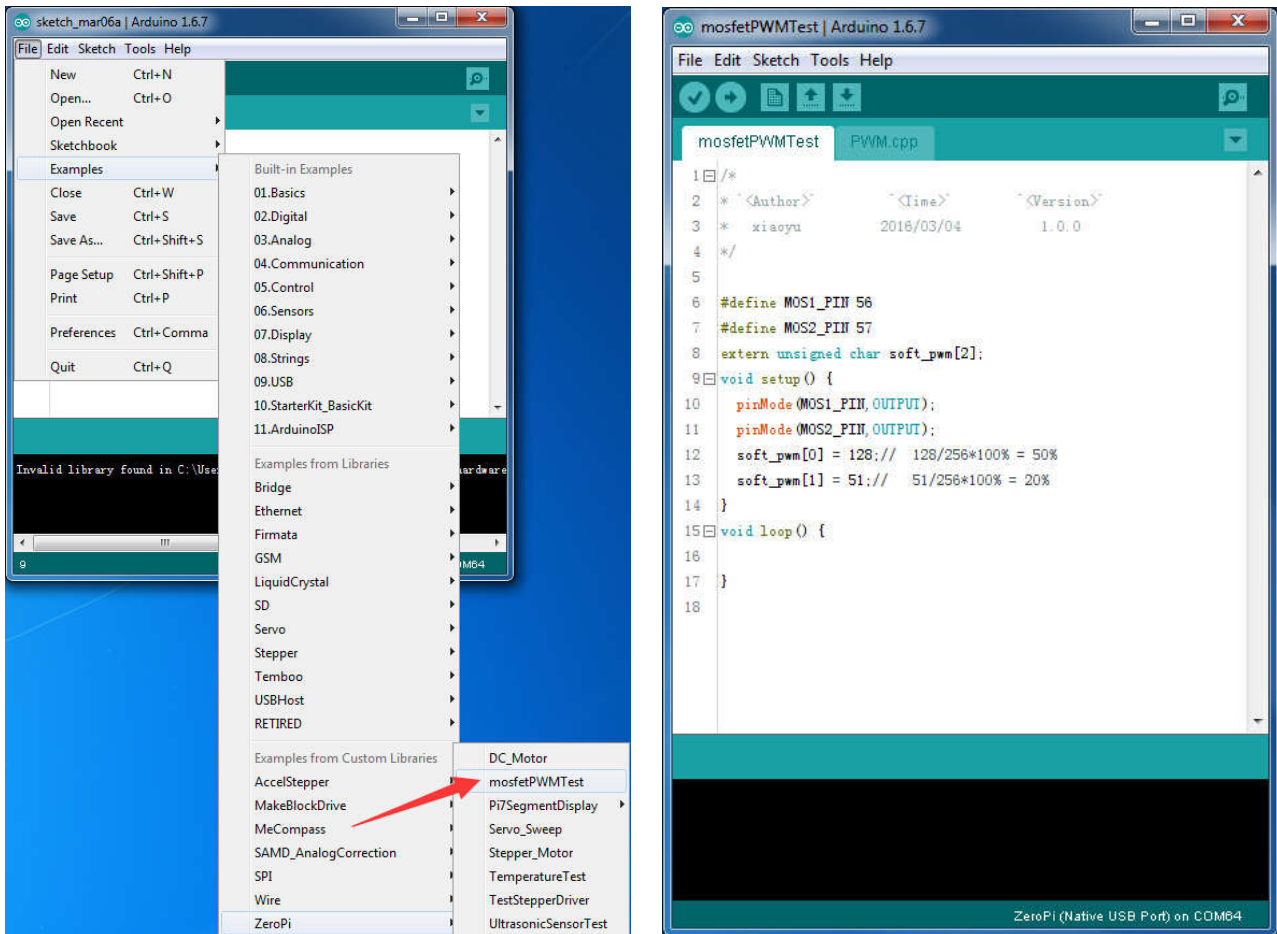 sketch_mar06a | Arduino 1.6.7
File Edit Sketch Tools Help
New Ctrl+N
Open... Ctrl+O
Open Recent
Sketchbook
Examples
Close Ctrl+W
Save Ctrl+S
Save As... Ctrl+Shift+S
Page Setup Ctrl+Shift+P
Print Ctrl+P
Preferences Ctrl+Comma
Quit Ctrl+Q
Built-in Examples
01.Basics
02.Digital
03.Analog
04.Communication
05.Control
06.Sensors
07.Display
08.Strings
09.USB
10.StarterKit_BasicKit
11.ArduinoISP
Examples from Libraries
Bridge
Ethernet
Firmata
GSM
LiquidCrystal
SD
Servo
Stepper
Temboo
USBHost
RETIRED
Examples from Custom Libraries
AccelStepper
MakeBlockDrive
MeCompass
SAMD_AnalogCorrection
SPI
Wire
ZeroPi
DC_Motor
mosfetPWMTest
Pi7SegmentDisplay
Servo_Sweep
Stepper_Motor
TemperatureTest
TestStepperDriver
UltrasonicSensorTest
Invalid library found in C:\Use
9
mosfetPWMTest | Arduino 1.6.7
File Edit Sketch Tools Help
mosfetPWMTest PWM.cpp
1 /*
2 * `<Author>` `<Time>` `<Version>`
3 * xiaoyu 2016/03/04 1.0.0
4 */
5
6 #define MOS1_PIN 56
7 #define MOS2_PIN 57
8 extern unsigned char soft_pwm[2];
9 void setup() {
10 pinMode(MOS1_PIN,OUTPUT);
11 pinMode(MOS2_PIN,OUTPUT);
12 soft_pwm[0] = 128;// 128/256*100% = 50%
13 soft_pwm[1] = 51;// 51/256*100% = 20%
14 }
15 void loop() {
16
17 }
18
ZeroPi (Native USB Port) on COM64